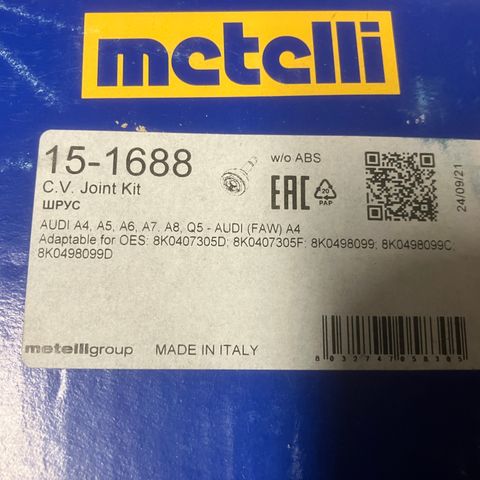 metelli
15-1688
w/o ABS
C.V. Joint Kit
ШРУС
EAC
20
PAP
24/09/21
AUDI A4, A5, A6, A7. A8, Q5 - AUDI (FAW) A4
Adaptable for OES: 8K0407305D; 8K0407305F; 8K0498099; 8K0498099C;
8K0498099D
metelligroup
MADE IN ITALY
8032747058385